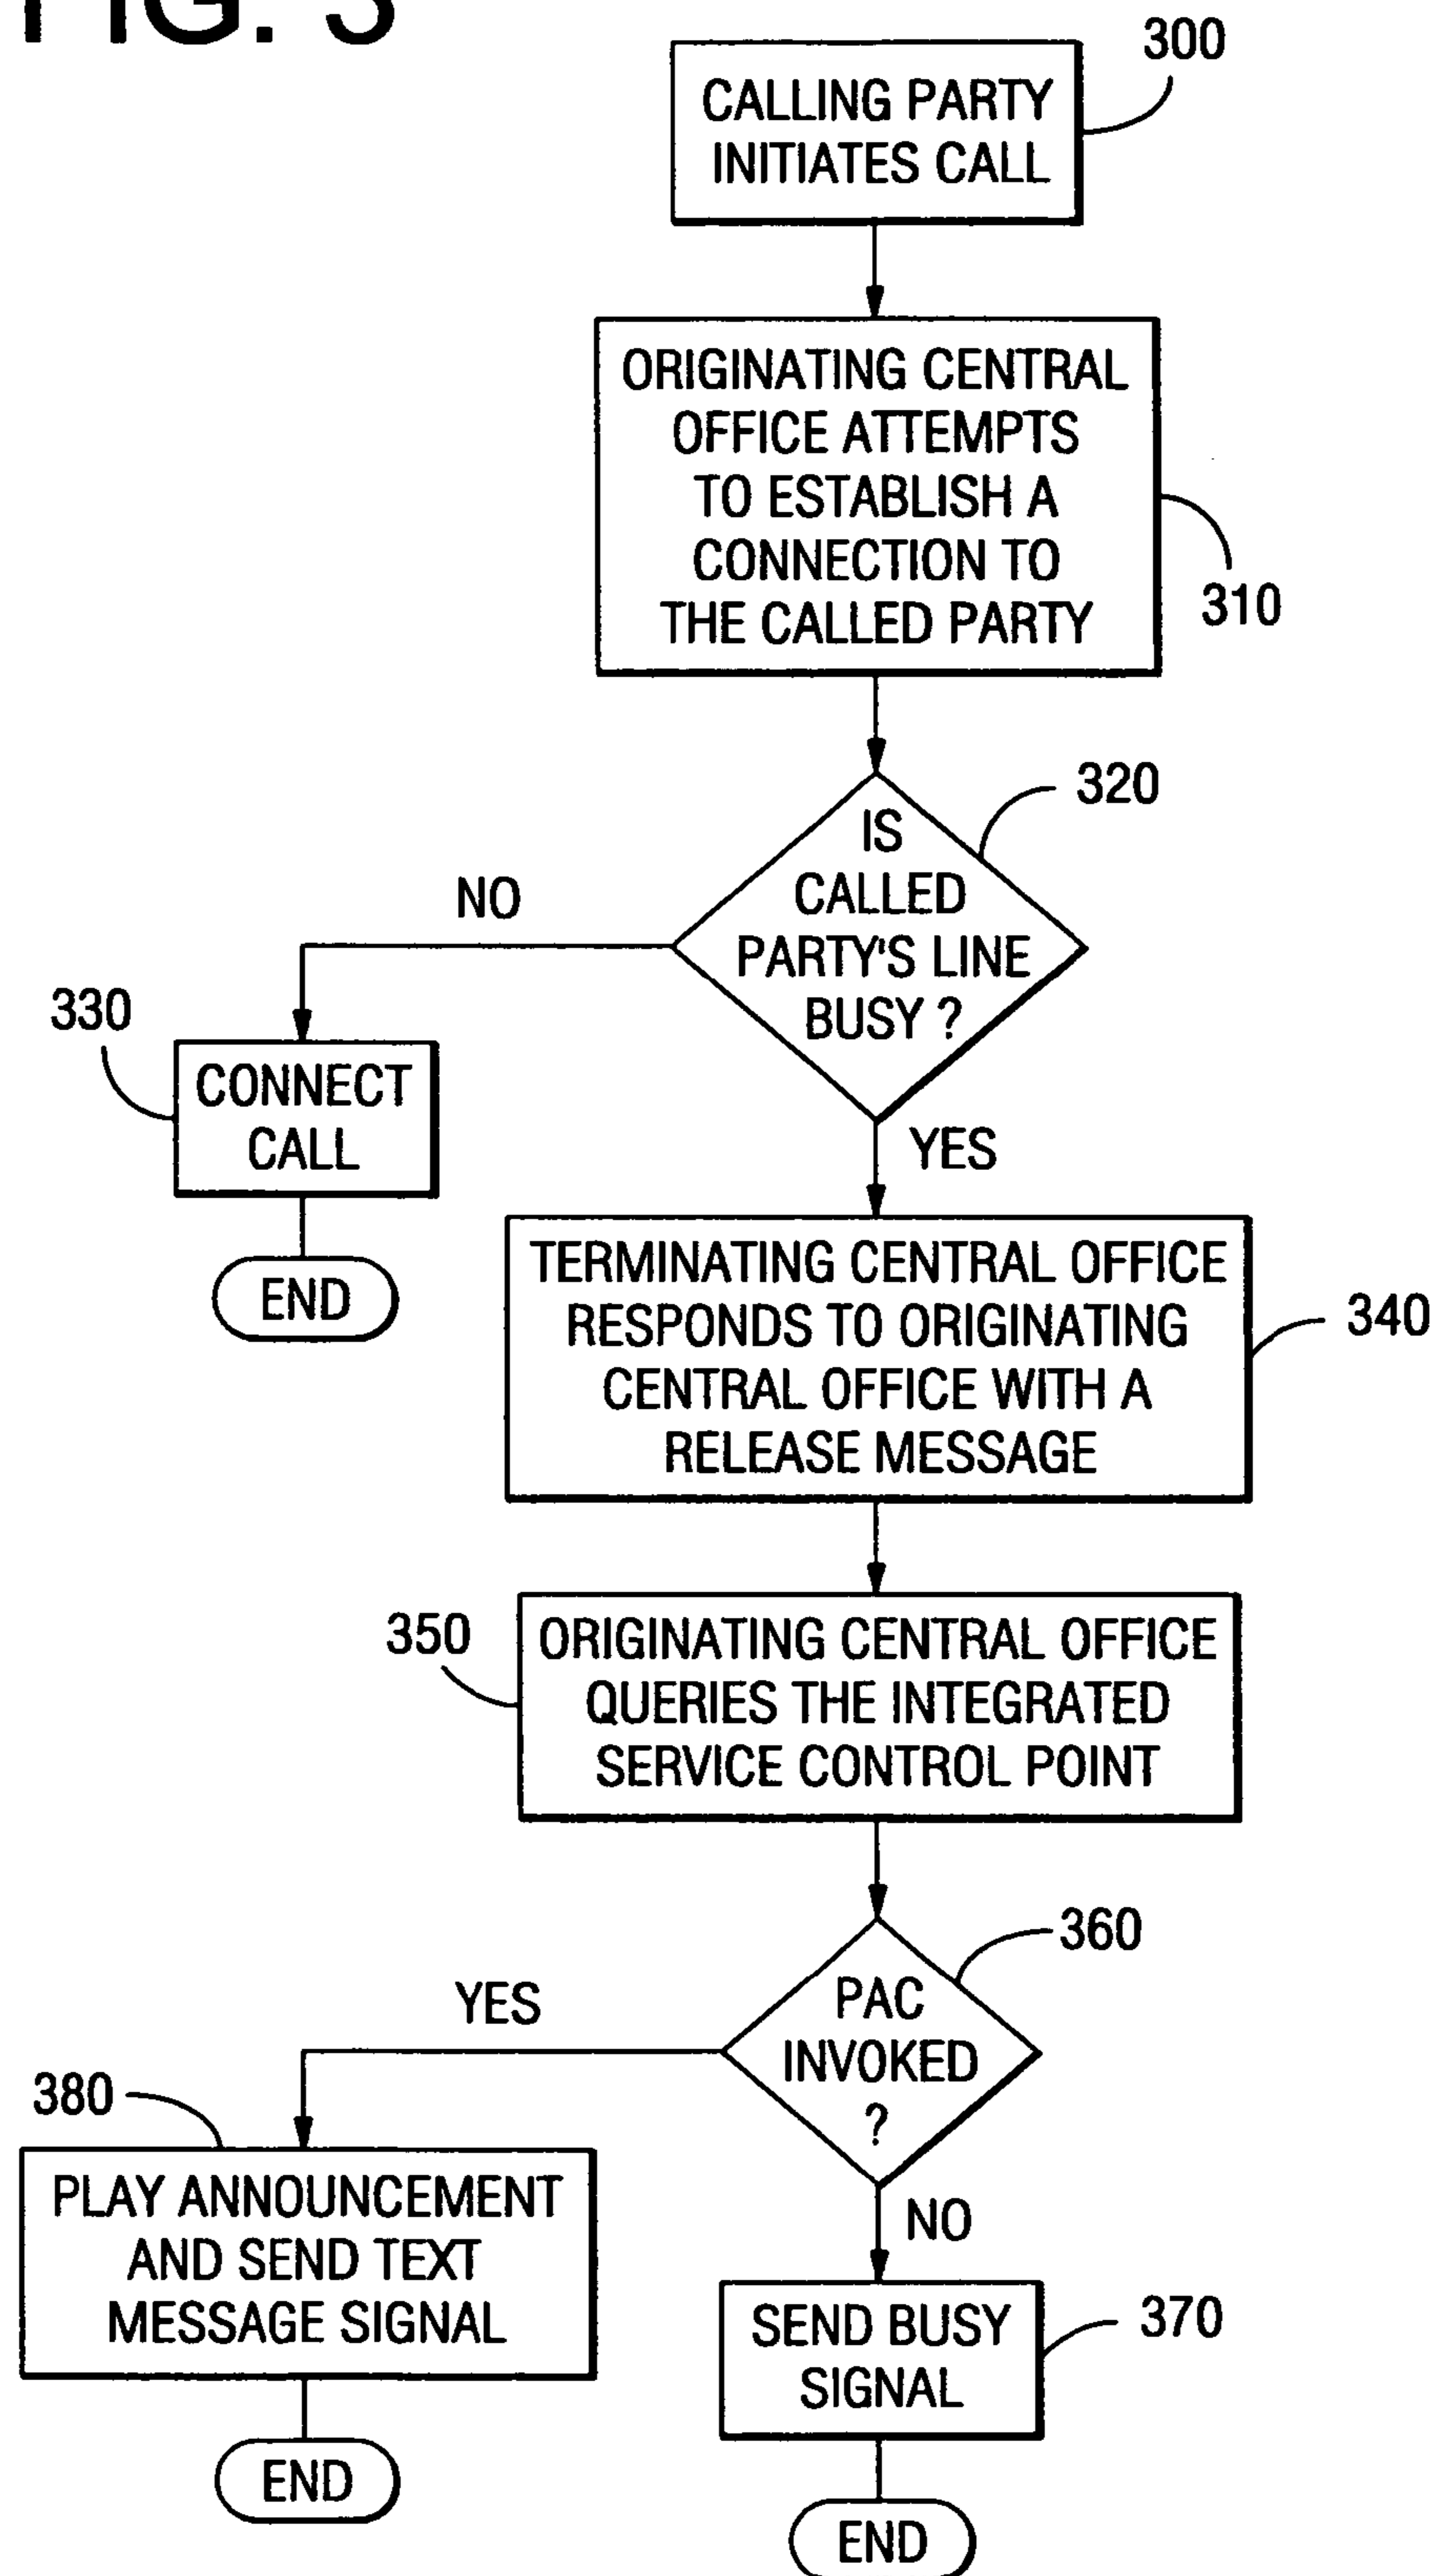 FIG. 3
300
CALLING PARTY
INITIATES CALL
ORIGINATING CENTRAL
OFFICE ATTEMPTS
TO ESTABLISH A
CONNECTION TO
THE CALLED PARTY
310
320
IS
CALLED
PARTY'S LINE
BUSY ?
NO
330
CONNECT
CALL
END
YES
TERMINATING CENTRAL OFFICE
RESPONDS TO ORIGINATING
CENTRAL OFFICE WITH A
RELEASE MESSAGE
340
350
ORIGINATING CENTRAL OFFICE
QUERIES THE INTEGRATED
SERVICE CONTROL POINT
360
PAC
INVOKED
?
YES
380
PLAY ANNOUNCEMENT
AND SEND TEXT
MESSAGE SIGNAL
END
NO
370
SEND BUSY
SIGNAL
END